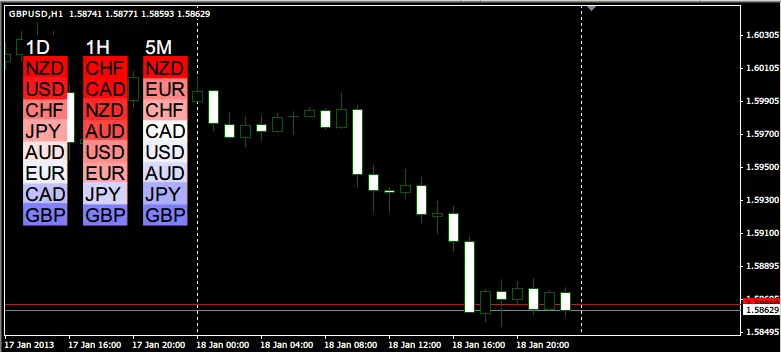 GBPUSD,H1 1.58741 1.58771 1.58593 1.58629
1D 1H 5M
NZD CHF NZD
USD CAD EUR
CHF NZD CHF
JPY AUD CAD
AUD USD USD
EUR EUR AUD
CAD JPY JPY
GBP GBP GBP
1.60305
1.60105
1.59905
1.59700
1.59500
1.59300
1.59100
1.58895
1.58629
1.58495
17 Jan 2013 17 Jan 16:00 17 Jan 20:00 18 Jan 00:00 18 Jan 04:00 18 Jan 08:00 18 Jan 12:00 18 Jan 16:00 18 Jan 20:00